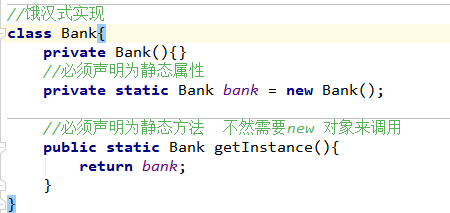 //饿汉式实现
class Bank{
    private Bank(){}
    //必须声明为静态属性
    private static Bank bank = new Bank();
    //必须声明为静态方法  不然需要new 对象来调用
    public static Bank getInstance(){
        return bank;
    }
}